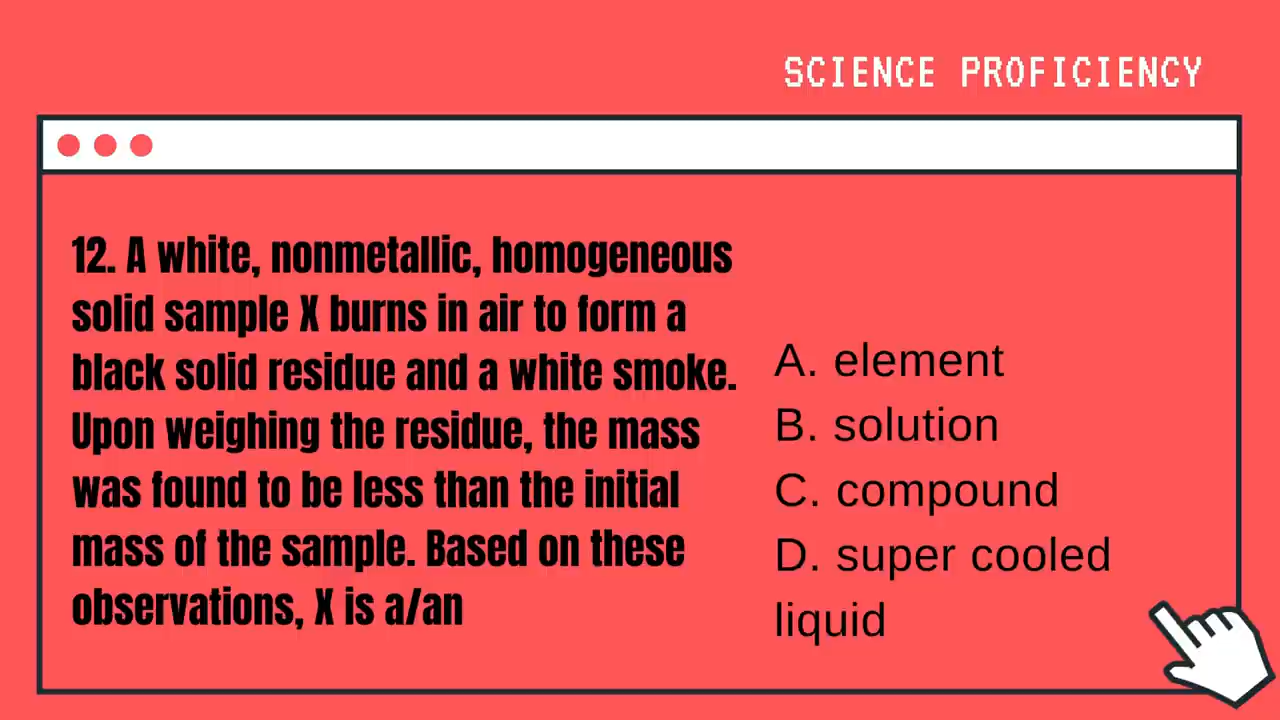 SCIENCE PROFICIENCY
12. A white, nonmetallic, homogeneous
solid sample X burns in air to form a
black solid residue and a white smoke.
Upon weighing the residue, the mass
was found to be less than the initial
mass of the sample. Based on these
observations, X is a/an
A. element
B. solution
C. compound
D. super cooled
liquid